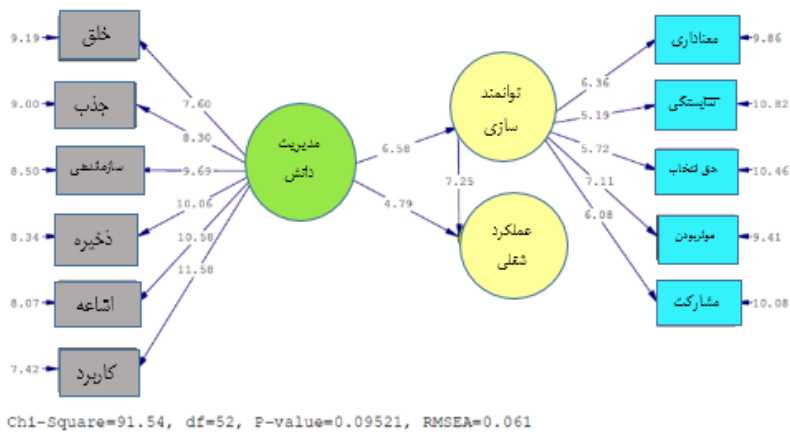 9.19
خلق
9.00
جذب
8.50
سازماندهی
8.34
ذخیره
8.07
اشاعه
7.42
کاربرد
7.60
8.30
9.69
10.06
10.58
11.58
مدیریت
دانش
6.58
4.79
توانمند
سازی
7.25
عملکرد
شغلی
6.36
5.19
5.72
7.11
6.08
معناداری
9.86
شایستگی
10.82
حق انتخاب
10.46
موثربودن
9.41
مشارکت
10.08
Chi-Square=91.54, df=52, P-value=0.09521, RMSEA=0.061